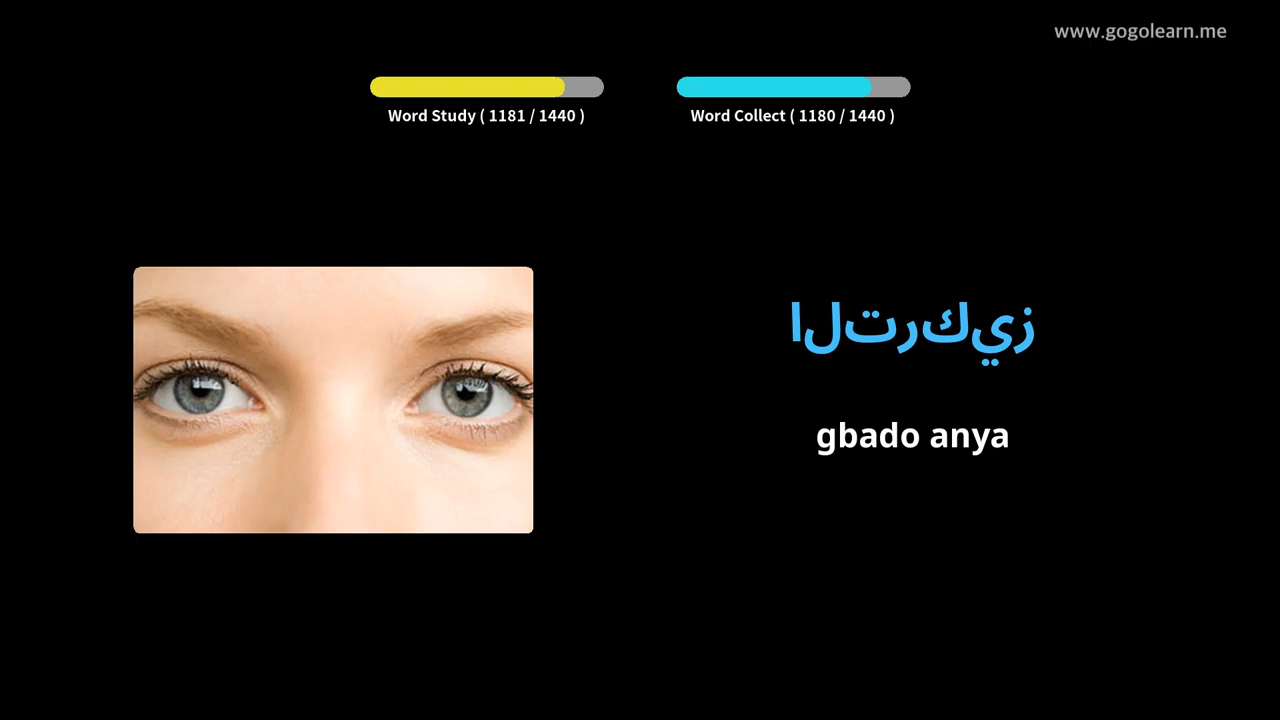 www.gogolearn.me
Word Study ( 1181 / 1440 )
Word Collect ( 1180 / 1440 )
التركيز
gbado anya